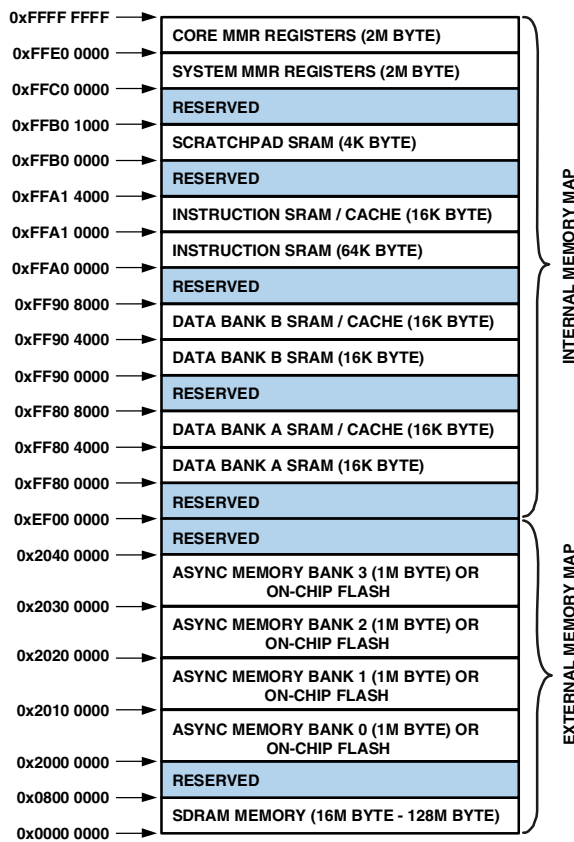 0xFFFF FFFF
CORE MMR REGISTERS (2M BYTE)
0xFFE0 0000
SYSTEM MMR REGISTERS (2M BYTE)
0xFFC0 0000
RESERVED
0xFFB0 1000
SCRATCHPAD SRAM (4K BYTE)
0xFFB0 0000
RESERVED
0xFFA1 4000
INSTRUCTION SRAM / CACHE (16K BYTE)
0xFFA1 0000
INSTRUCTION SRAM (64K BYTE)
0xFFA0 0000
RESERVED
0xFF90 8000
DATA BANK B SRAM / CACHE (16K BYTE)
0xFF90 4000
DATA BANK B SRAM (16K BYTE)
0xFF90 0000
RESERVED
0xFF80 8000
DATA BANK A SRAM / CACHE (16K BYTE)
0xFF80 4000
DATA BANK A SRAM (16K BYTE)
0xFF80 0000
RESERVED
0xEF00 0000
RESERVED
0x2040 0000
ASYNC MEMORY BANK 3 (1M BYTE) OR
ON-CHIP FLASH
0x2030 0000
ASYNC MEMORY BANK 2 (1M BYTE) OR
ON-CHIP FLASH
0x2020 0000
ASYNC MEMORY BANK 1 (1M BYTE) OR
ON-CHIP FLASH
0x2010 0000
ASYNC MEMORY BANK 0 (1M BYTE) OR
ON-CHIP FLASH
0x2000 0000
RESERVED
0x0800 0000
SDRAM MEMORY (16M BYTE - 128M BYTE)
0x0000 0000
INTERNAL MEMORY MAP
EXTERNAL MEMORY MAP